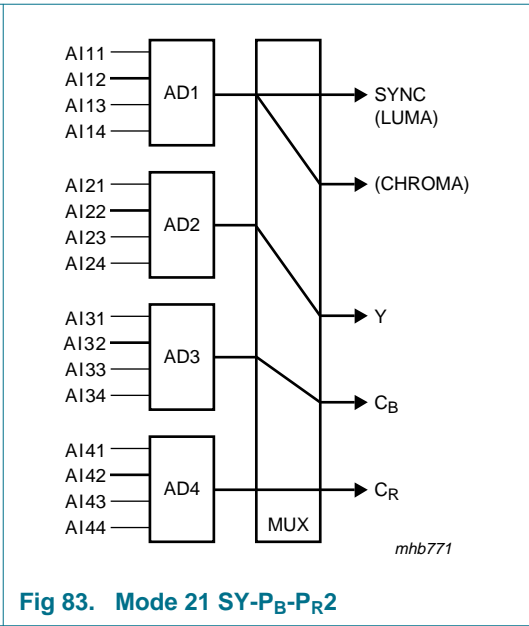 AI11
AI12
AI13
AI14
AD1
SYNC
(LUMA)
(CHROMA)
AI21
AI22
AI23
AI24
AD2
Y
AI31
AI32
AI33
AI34
AD3
CB
AI41
AI42
AI43
AI44
AD4
CR
MUX
mhb771
Fig 83. Mode 21 SY-PB-PR2